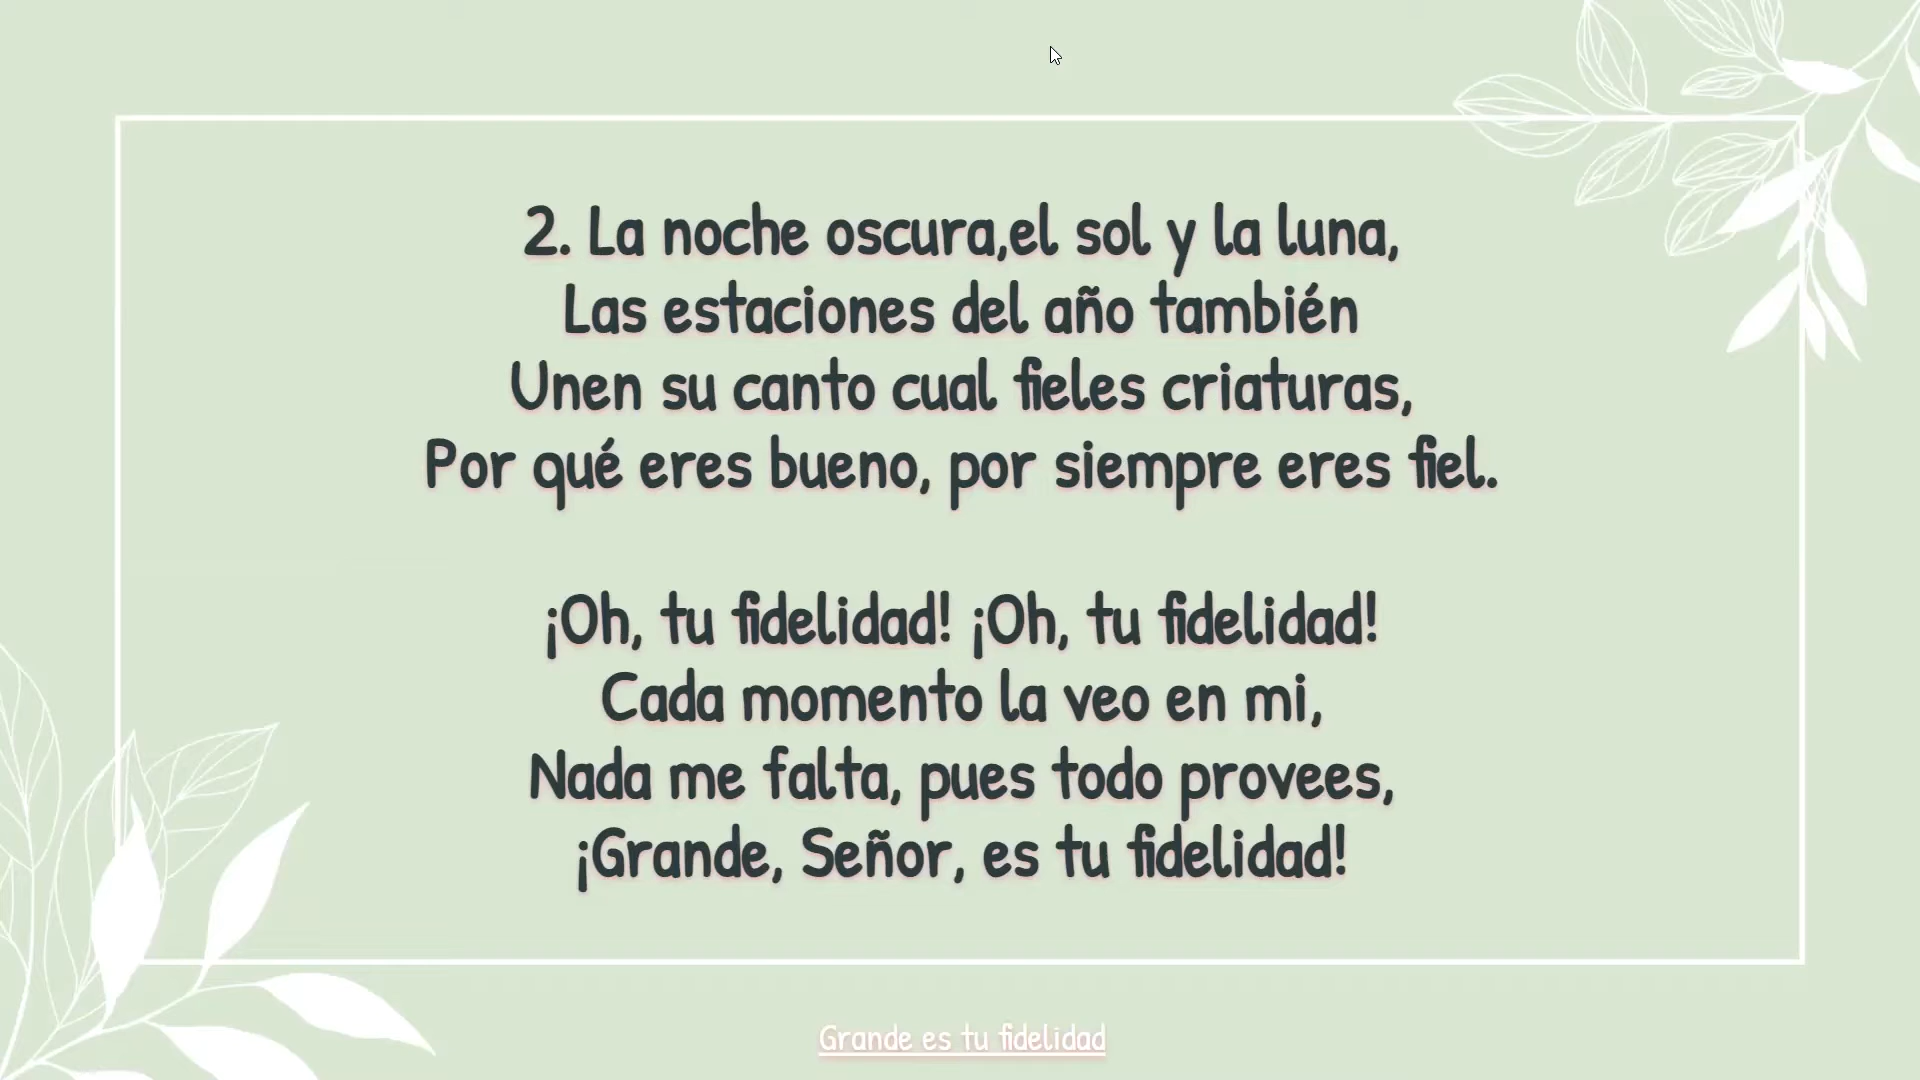 2. La noche oscura,el sol y la luna,
Las estaciones del año también
Unen su canto cual fieles criaturas,
Por qué eres bueno, por siempre eres fiel.
¡Oh, tu fidelidad! ¡Oh, tu fidelidad!
Cada momento la veo en mi,
Nada me falta, pues todo provees,
¡Grande, Señor, es tu fidelidad!
Grande es tu fidelidad